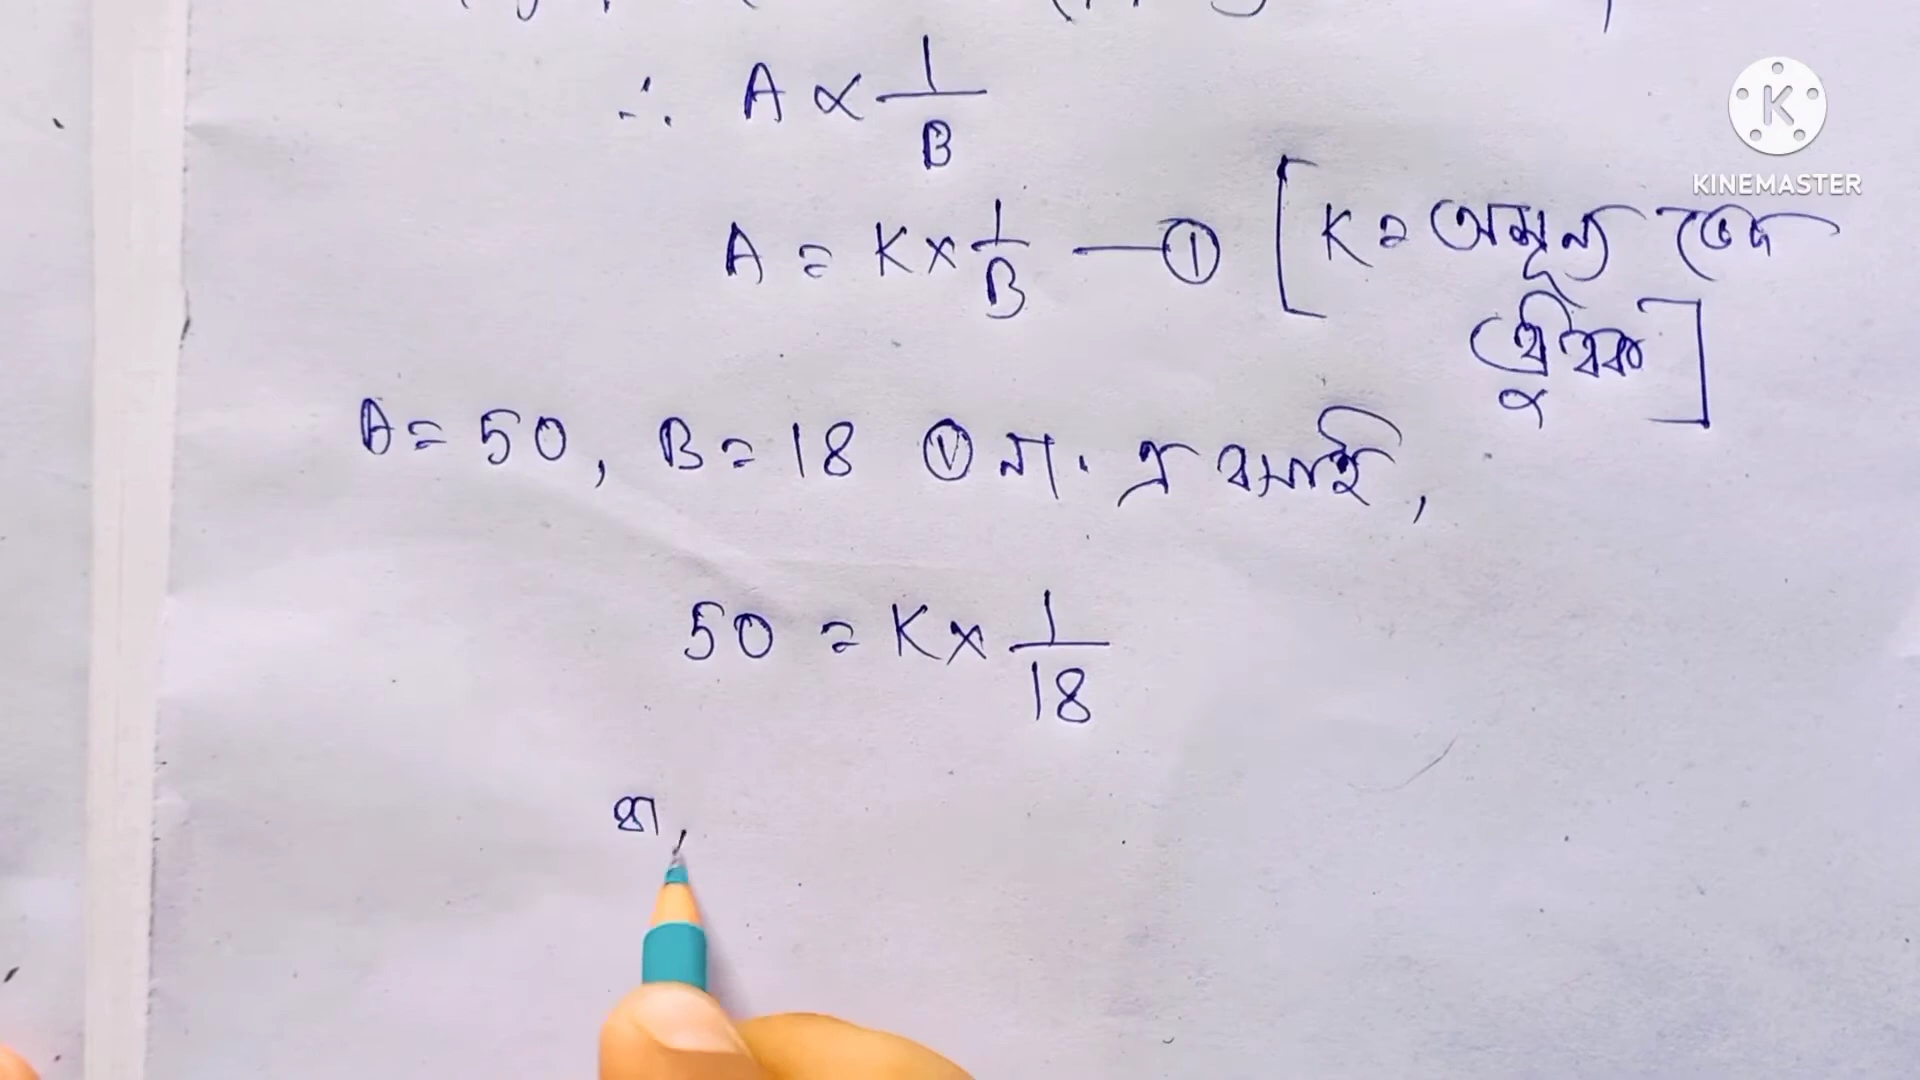 ∴ A ∝ 1/B
A = K × 1/B — ① [K = অশূন্য ভেদ
ধ্রুবক]
A = 50, B = 18 ① নং এ বসাই,
50 = K × 1/18
বা,
KINEMASTER